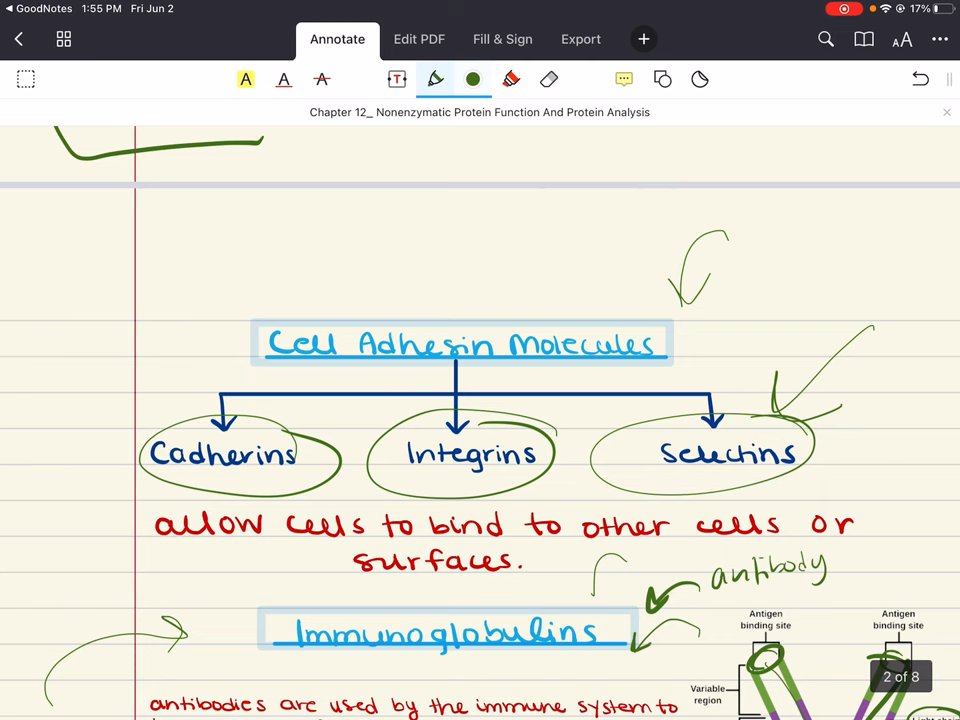 GoodNotes 1:55 PM Fri Jun 2 17%
Annotate Edit PDF Fill & Sign Export
A A A T AA
Chapter 12_ Nonenzymatic Protein Function And Protein Analysis
Cell Adhesin Molecules
Cadherins Integrins Selectins
allow cells to bind to other cells or
surfaces.
antibody
Immunoglobulins
Antigen
binding site
Antigen
binding site
2 of 8
Variable
region
antibodies are used by the immune system to